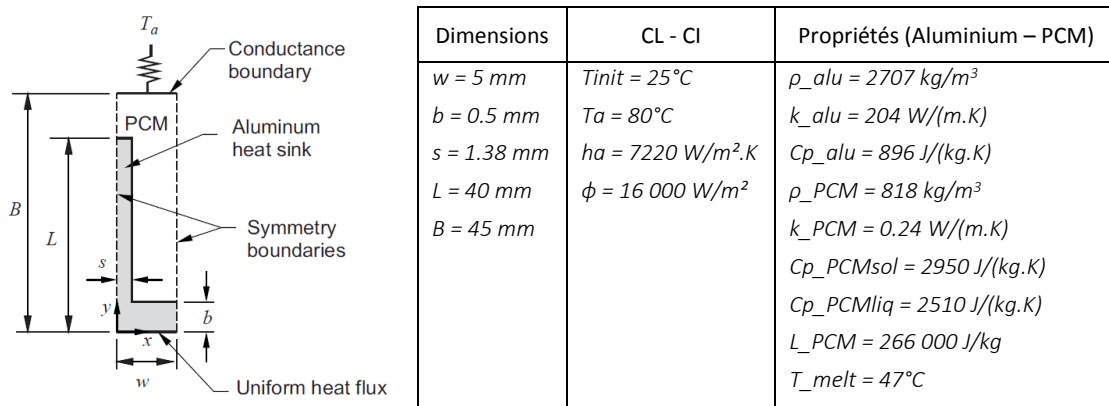 T_a
Conductance
boundary
PCM
Aluminum
heat sink
B
L
Symmetry
boundaries
s
y
b
x
w
Uniform heat flux
Dimensions
CL - CI
Propriétés (Aluminium – PCM)
w = 5 mm
b = 0.5 mm
s = 1.38 mm
L = 40 mm
B = 45 mm
Tinit = 25°C
Ta = 80°C
ha = 7220 W/m².K
ϕ = 16 000 W/m²
ρ_alu = 2707 kg/m³
k_alu = 204 W/(m.K)
Cp_alu = 896 J/(kg.K)
ρ_PCM = 818 kg/m³
k_PCM = 0.24 W/(m.K)
Cp_PCMsol = 2950 J/(kg.K)
Cp_PCMliq = 2510 J/(kg.K)
L_PCM = 266 000 J/kg
T_melt = 47°C